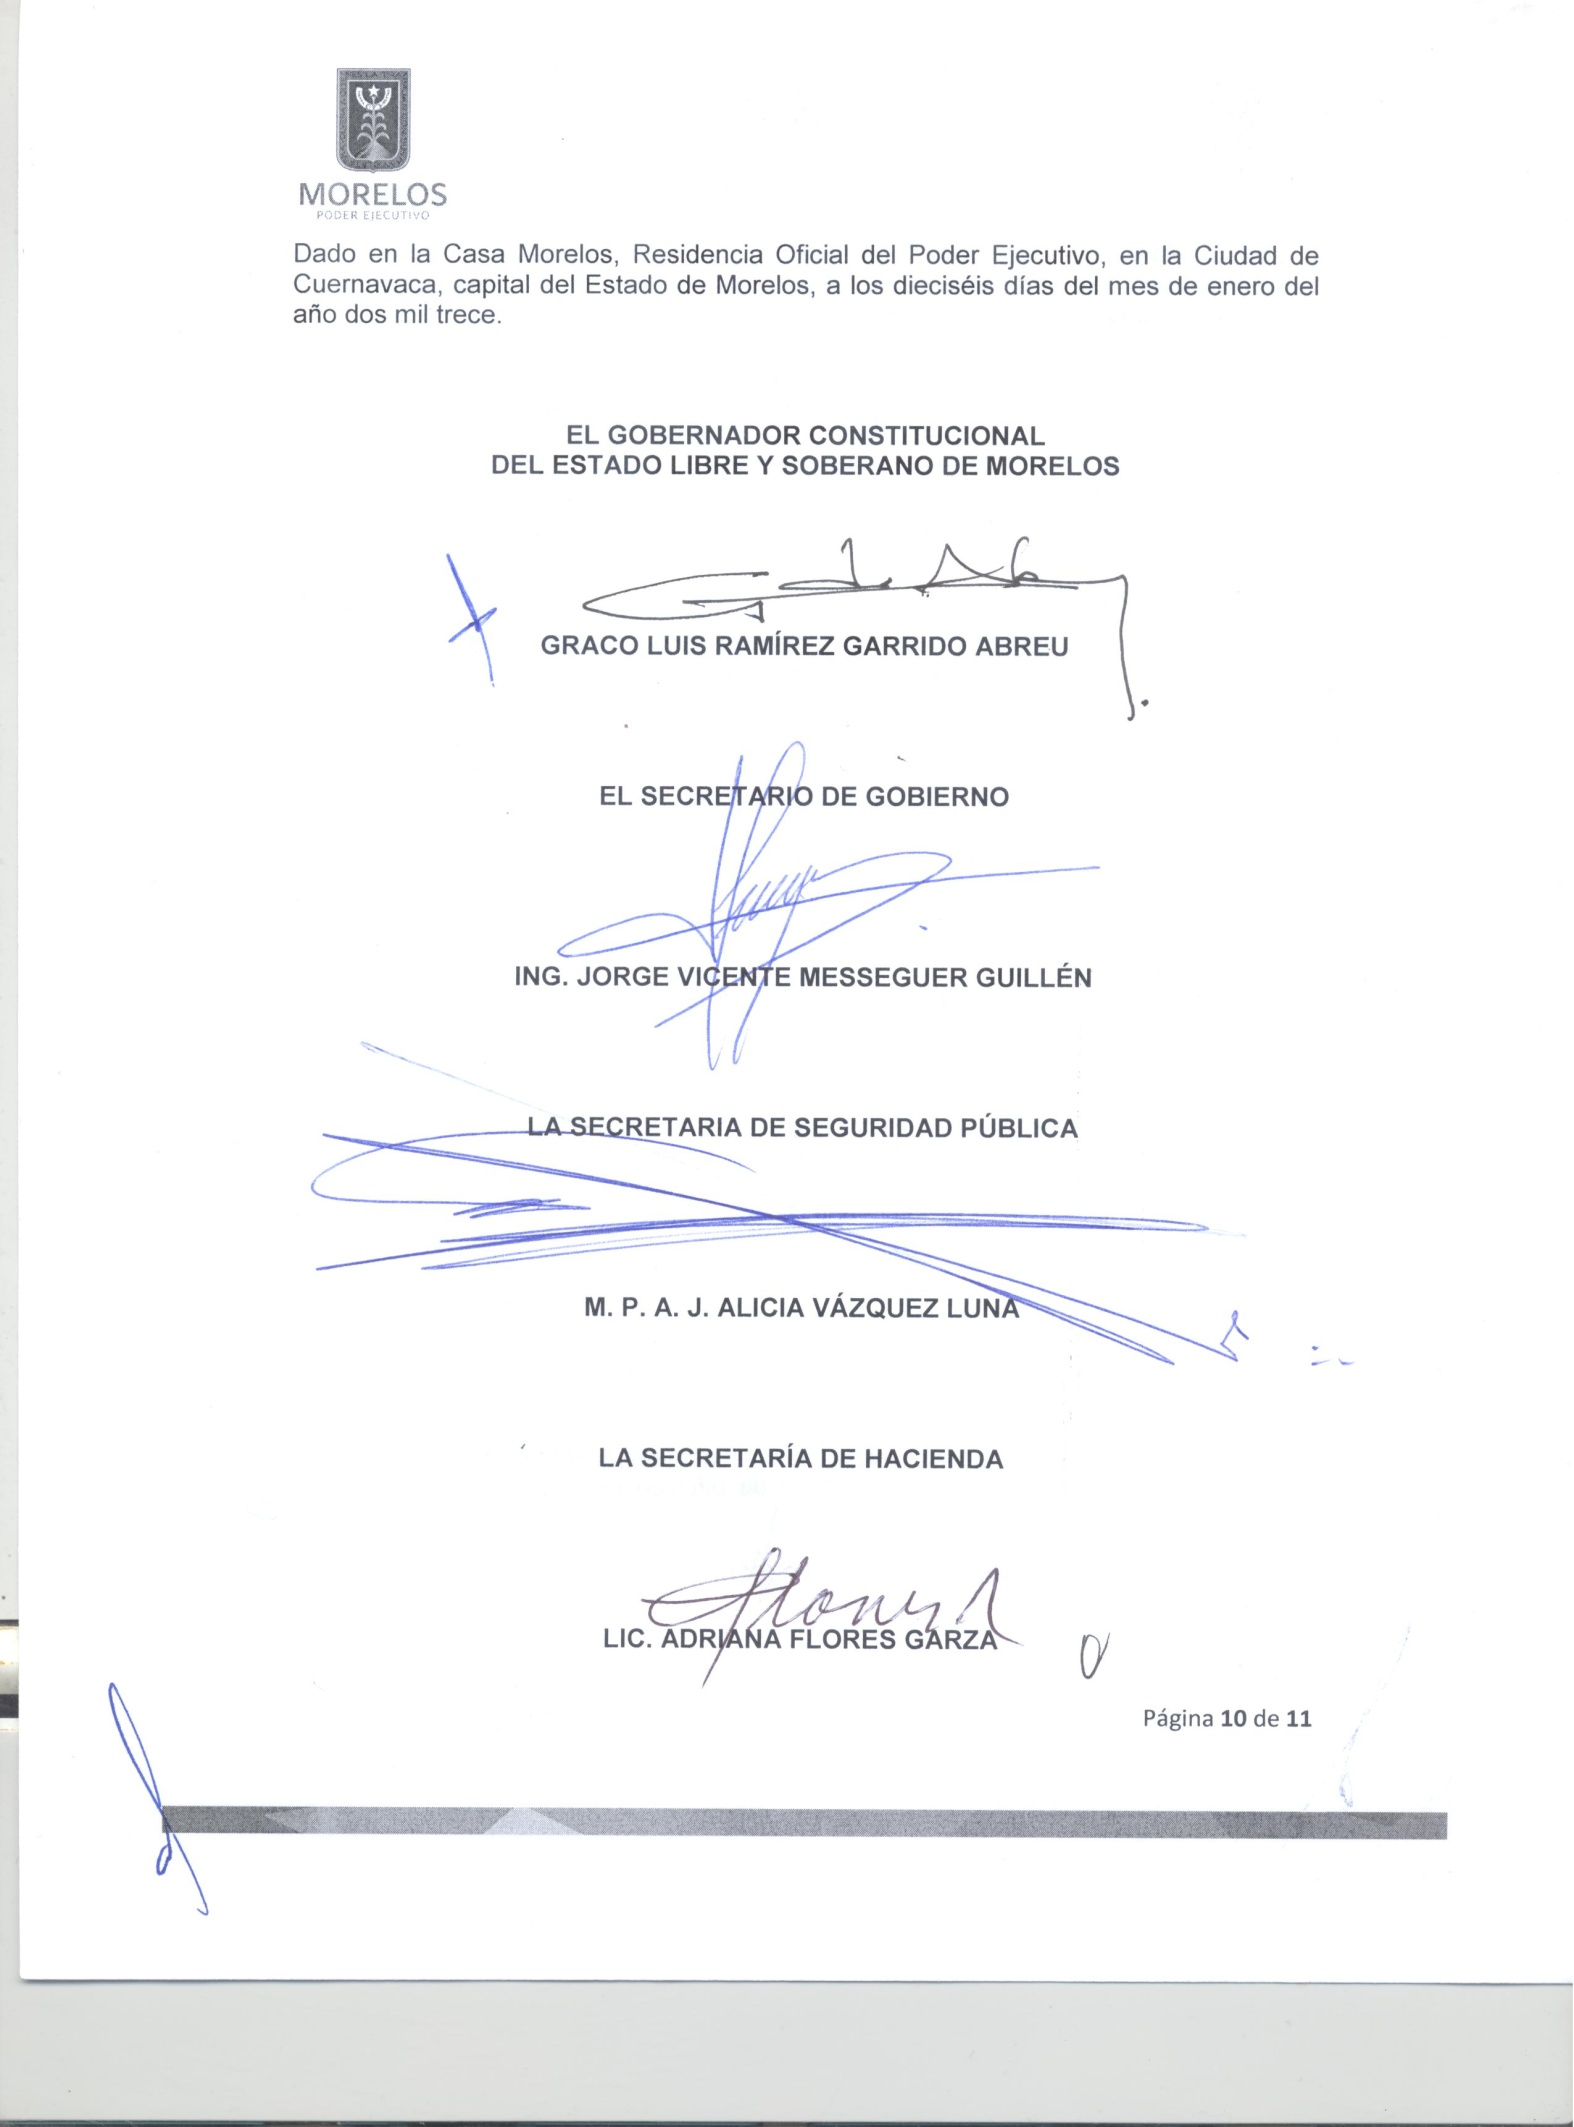 MORELOS
PODER EJECUTIVO
Dado en la Casa Morelos, Residencia Oficial del Poder Ejecutivo, en la Ciudad de
Cuernavaca, capital del Estado de Morelos, a los dieciséis días del mes de enero del
año dos mil trece.
EL GOBERNADOR CONSTITUCIONAL
DEL ESTADO LIBRE Y SOBERANO DE MORELOS
GRACO LUIS RAMÍREZ GARRIDO ABREU
EL SECRETARIO DE GOBIERNO
ING. JORGE VICENTE MESSEGUER GUILLÉN
LA SECRETARIA DE SEGURIDAD PÚBLICA
M. P. A. J. ALICIA VÁZQUEZ LUNA
LA SECRETARÍA DE HACIENDA
LIC. ADRIANA FLORES GARZA
Página 10 de 11